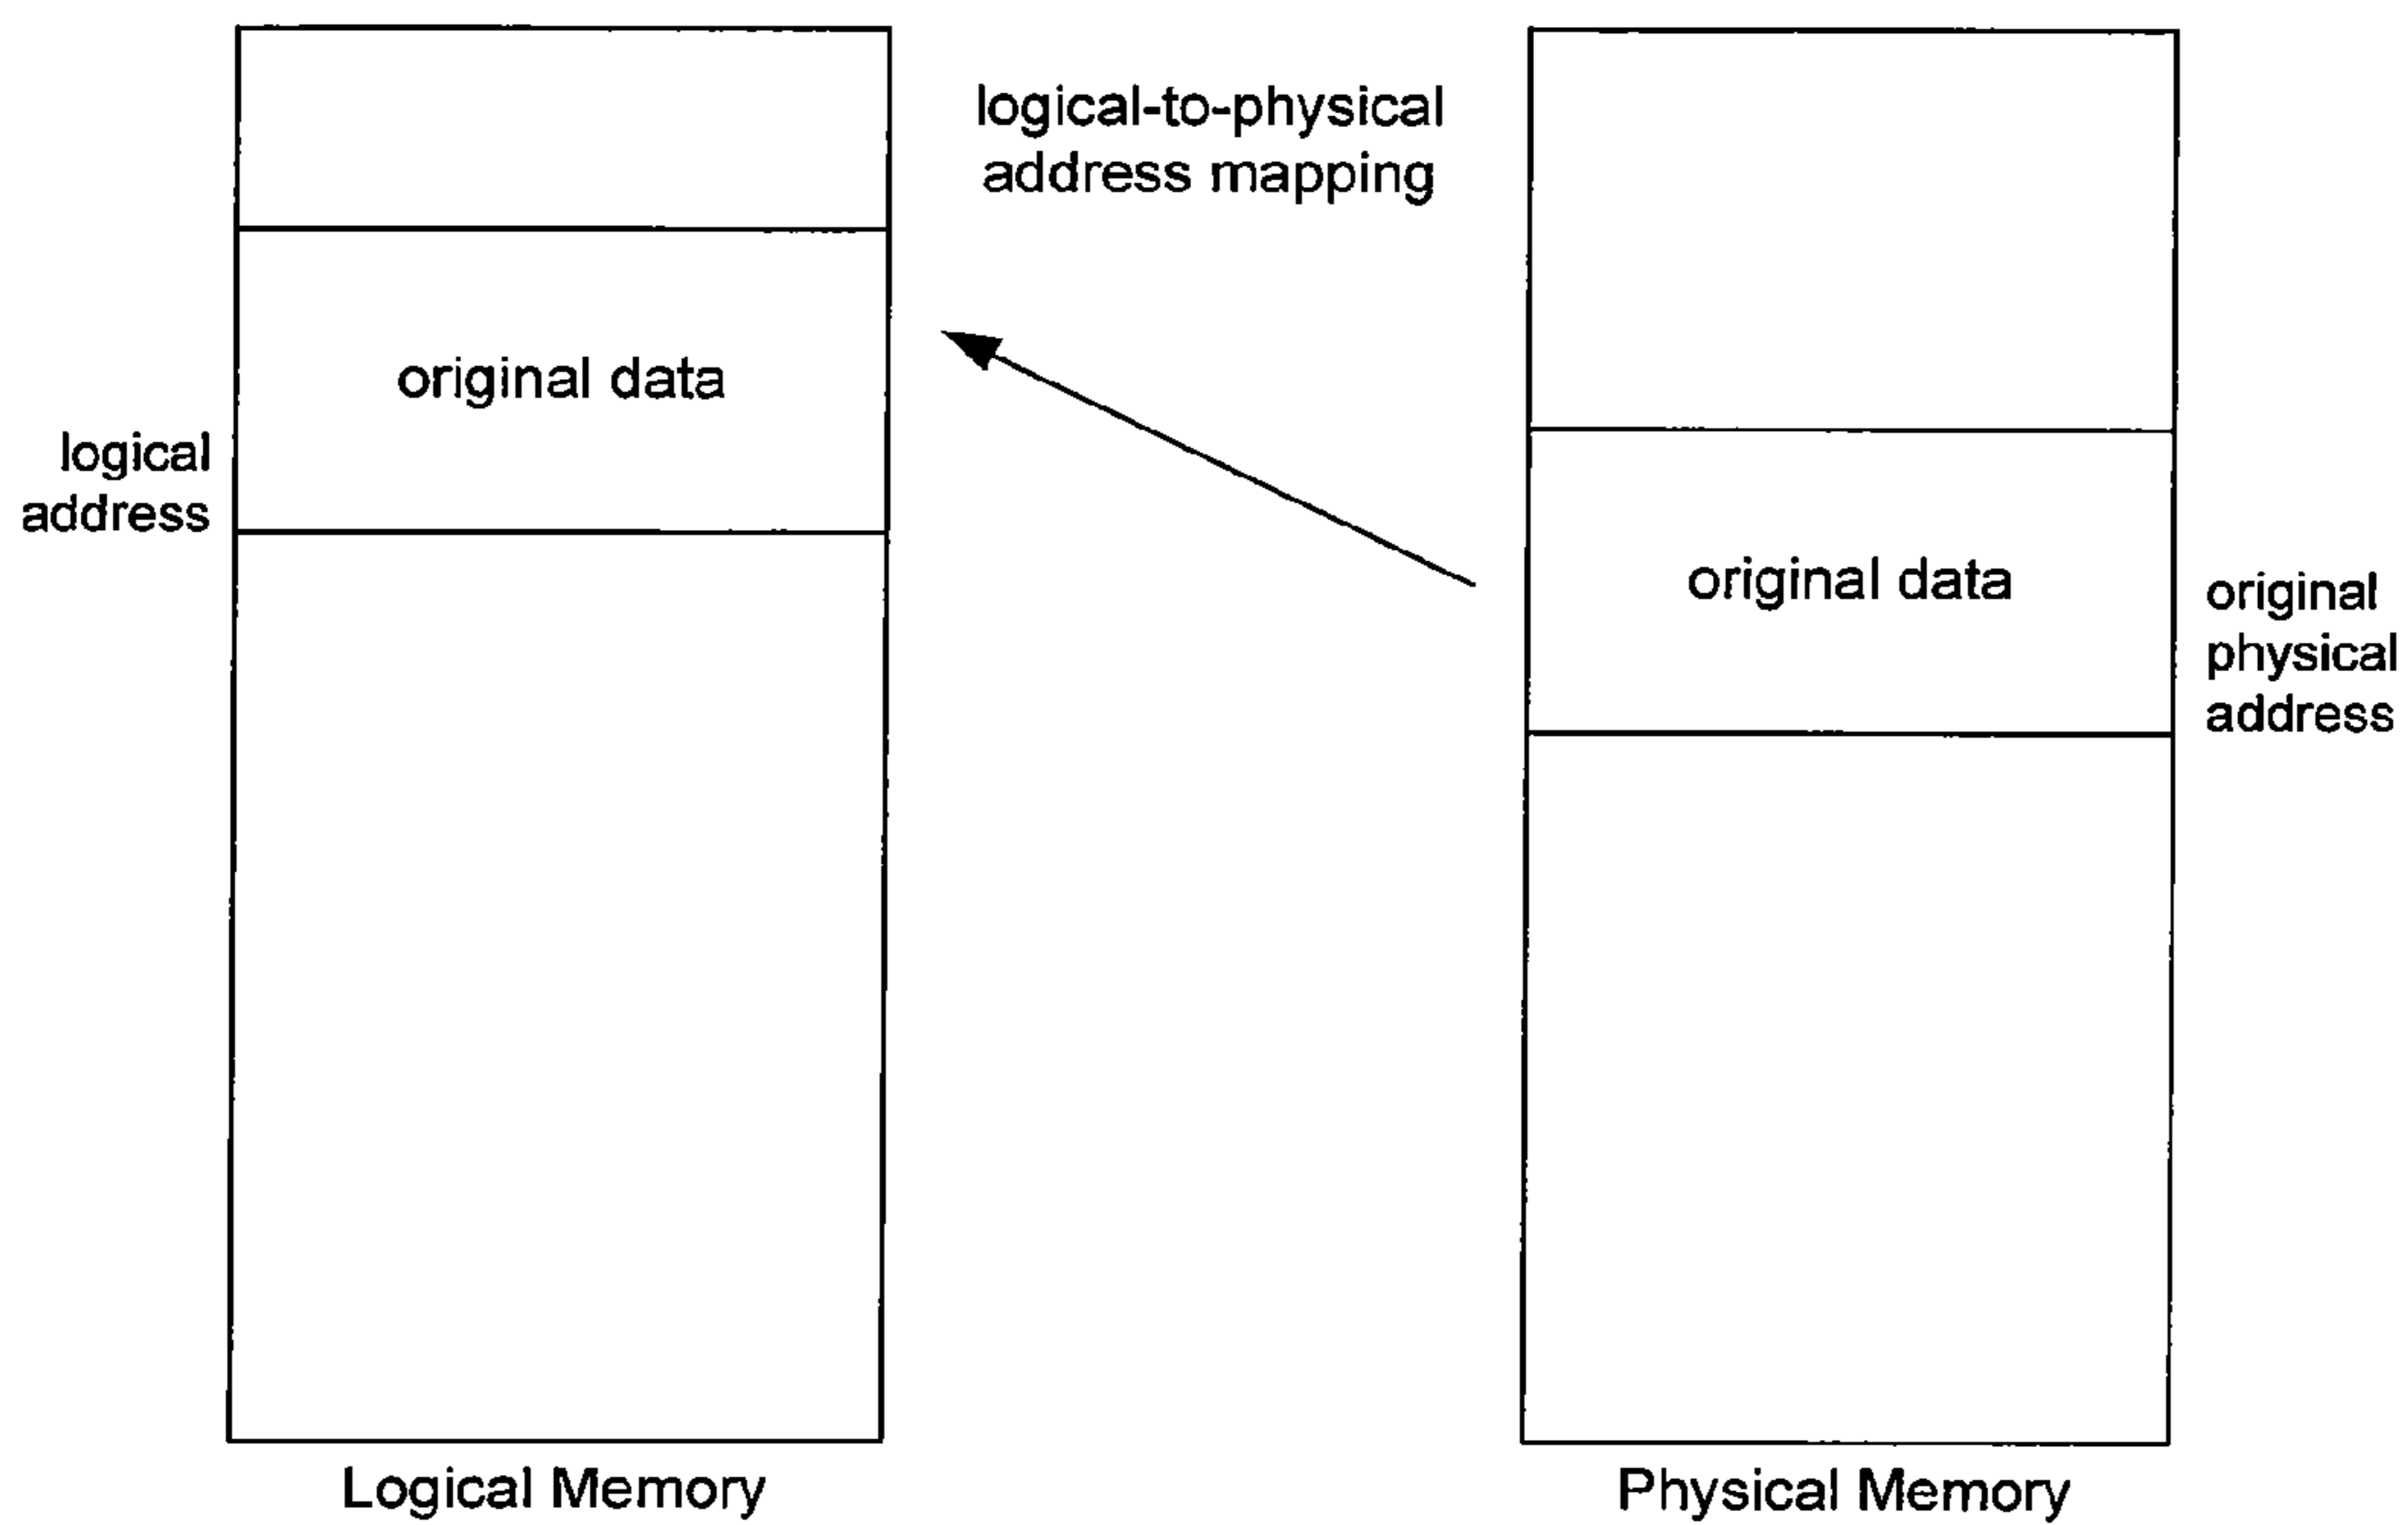 logical-to-physical
address mapping
original data
logical
address
original data
original
physical
address
Logical Memory
Physical Memory